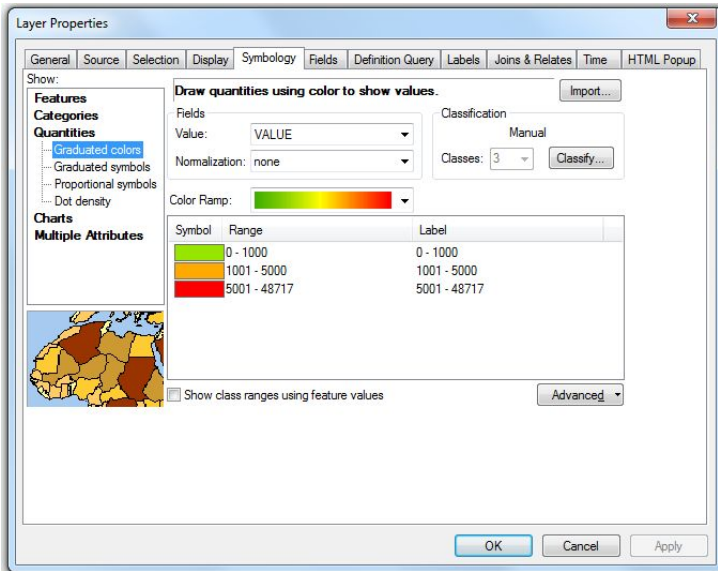 Layer Properties
General Source Selection Display Symbology Fields Definition Query Labels Joins & Relates Time HTML Popup
Show:
Features
Categories
Quantities
Graduated colors
Graduated symbols
Proportional symbols
Dot density
Charts
Multiple Attributes
Draw quantities using color to show values.
Import...
Fields
Value: VALUE
Normalization: none
Classification
Manual
Classes: 3 Classify...
Color Ramp:
Symbol Range Label
0 - 1000 0 - 1000
1001 - 5000 1001 - 5000
5001 - 48717 5001 - 48717
Show class ranges using feature values
Advanced
OK Cancel Apply